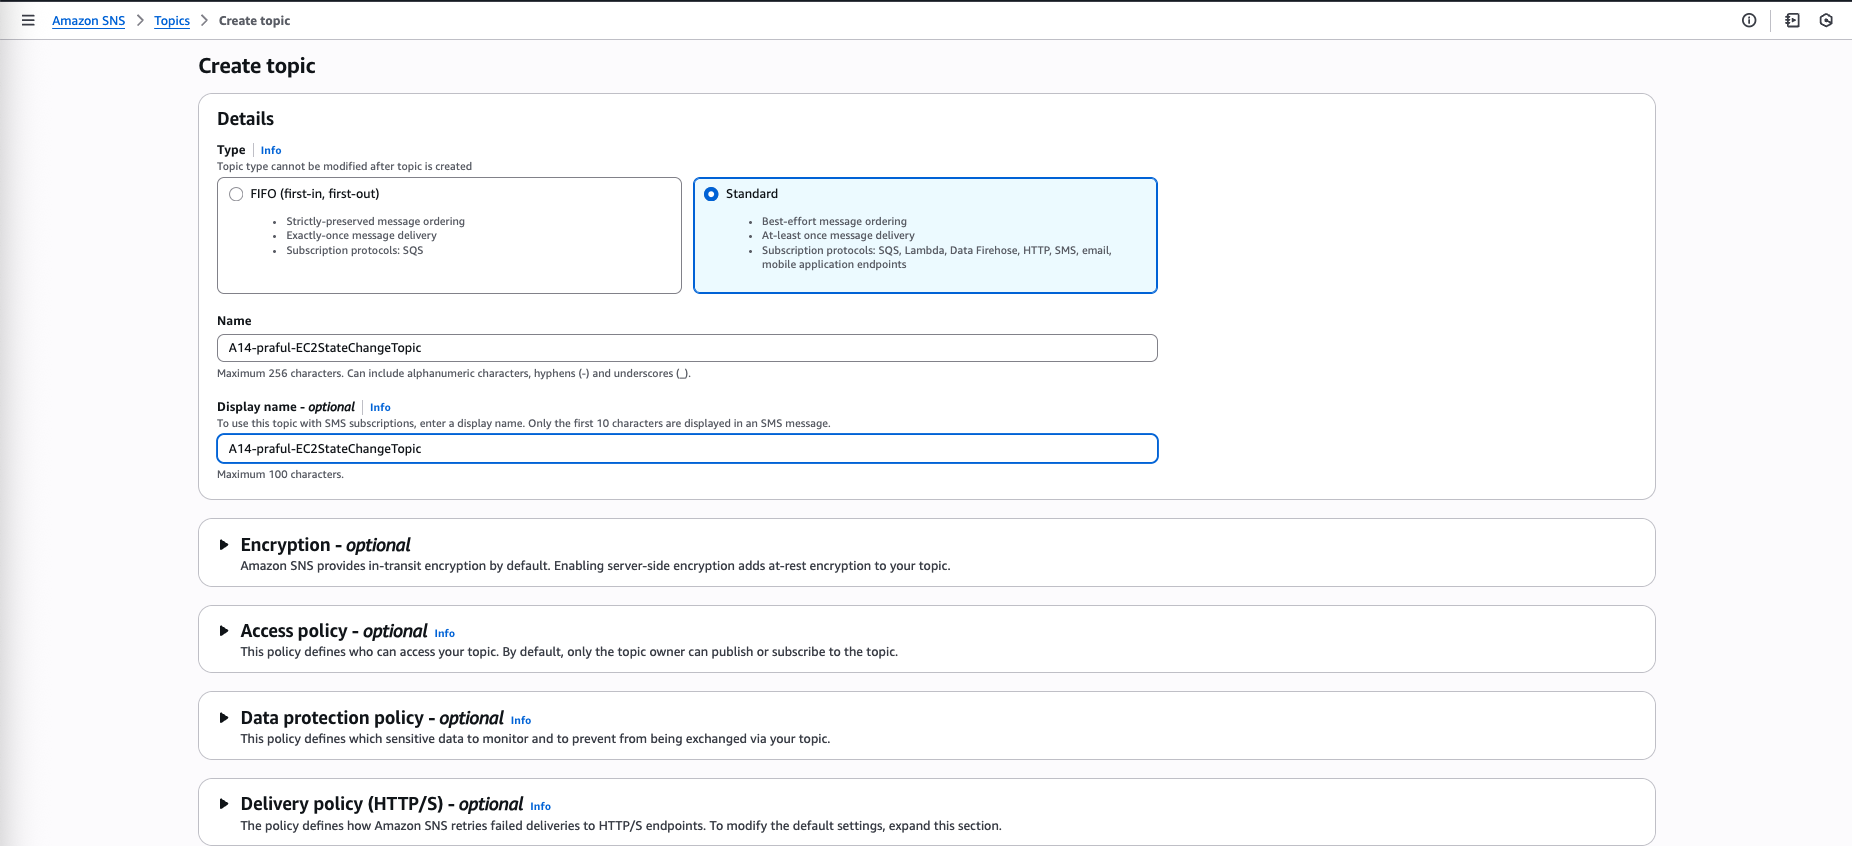 Amazon SNS > Topics > Create topic
Create topic
Details
Type Info
Topic type cannot be modified after topic is created
FIFO (first-in, first-out)
• Strictly-preserved message ordering
• Exactly-once message delivery
• Subscription protocols: SQS
Standard
• Best-effort message ordering
• At-least once message delivery
• Subscription protocols: SQS, Lambda, Data Firehose, HTTP, SMS, email,
mobile application endpoints
Name
A14-praful-EC2StateChangeTopic
Maximum 256 characters. Can include alphanumeric characters, hyphens (-) and underscores (_).
Display name - optional Info
To use this topic with SMS subscriptions, enter a display name. Only the first 10 characters are displayed in an SMS message.
A14-praful-EC2StateChangeTopic
Maximum 100 characters.
Encryption - optional
Amazon SNS provides in-transit encryption by default. Enabling server-side encryption adds at-rest encryption to your topic.
Access policy - optional Info
This policy defines who can access your topic. By default, only the topic owner can publish or subscribe to the topic.
Data protection policy - optional Info
This policy defines which sensitive data to monitor and to prevent from being exchanged via your topic.
Delivery policy (HTTP/S) - optional Info
The policy defines how Amazon SNS retries failed deliveries to HTTP/S endpoints. To modify the default settings, expand this section.